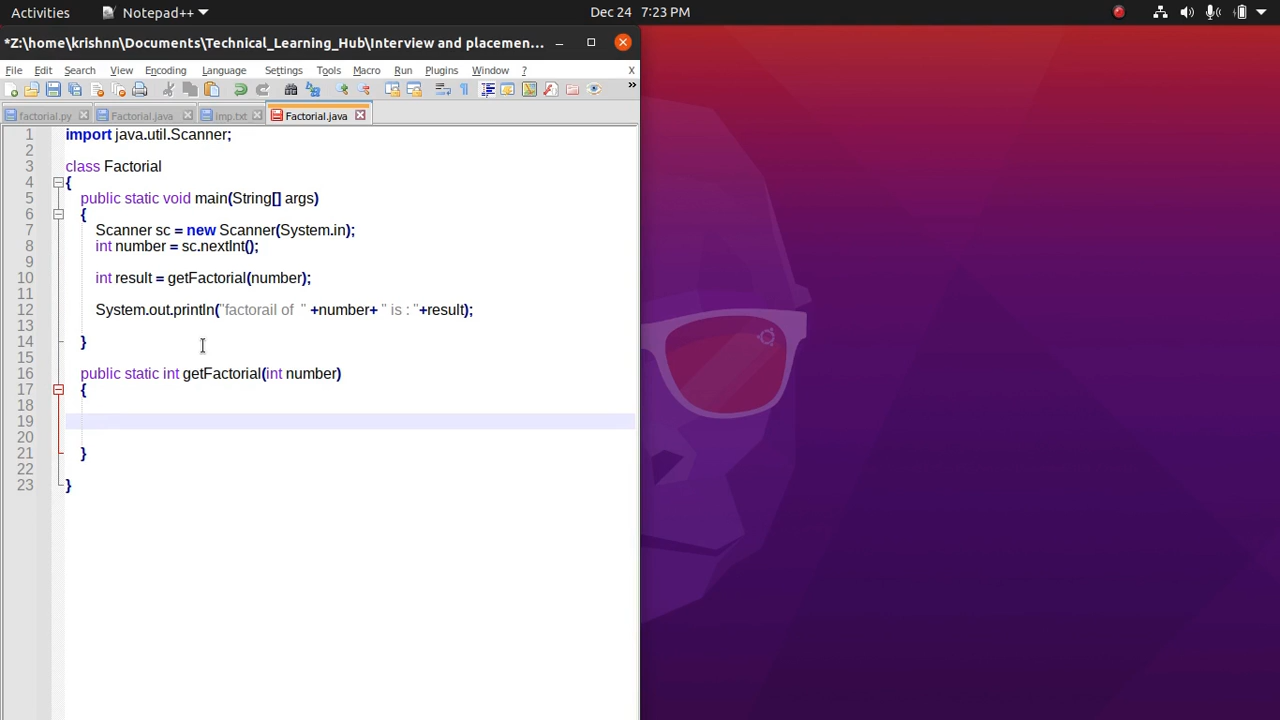 Activities Notepad++ Dec 24 7:23 PM
*Z:\home\krishnn\Documents\Technical_Learning_Hub\Interview and placemen...
File Edit Search View Encoding Language Settings Tools Macro Run Plugins Window ? X
factorial.py Factorial.java imp.txt Factorial.java
1 import java.util.Scanner;
2
3 class Factorial
4 {
5 public static void main(String[] args)
6 {
7 Scanner sc = new Scanner(System.in);
8 int number = sc.nextInt();
9
10 int result = getFactorial(number);
11
12 System.out.println("factorail of  " +number+ " is : "+result);
13
14 }
15
16 public static int getFactorial(int number)
17 {
18
19
20
21 }
22
23 }